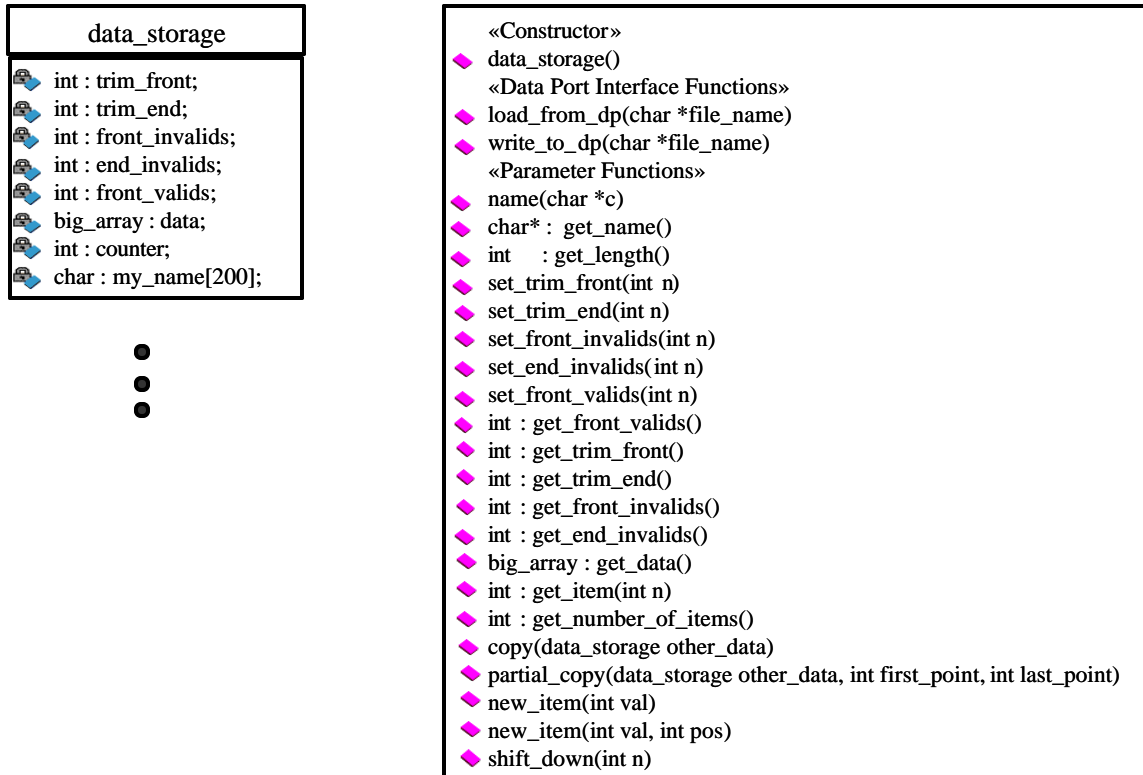 data_storage
int : trim_front;
int : trim_end;
int : front_invalids;
int : end_invalids;
int : front_valids;
big_array : data;
int : counter;
char : my_name[200];
«Constructor»
data_storage()
«Data Port Interface Functions»
load_from_dp(char *file_name)
write_to_dp(char *file_name)
«Parameter Functions»
name(char *c)
char* : get_name()
int : get_length()
set_trim_front(int n)
set_trim_end(int n)
set_front_invalids(int n)
set_end_invalids(int n)
set_front_valids(int n)
int : get_front_valids()
int : get_trim_front()
int : get_trim_end()
int : get_front_invalids()
int : get_end_invalids()
big_array : get_data()
int : get_item(int n)
int : get_number_of_items()
copy(data_storage other_data)
partial_copy(data_storage other_data, int first_point, int last_point)
new_item(int val)
new_item(int val, int pos)
shift_down(int n)